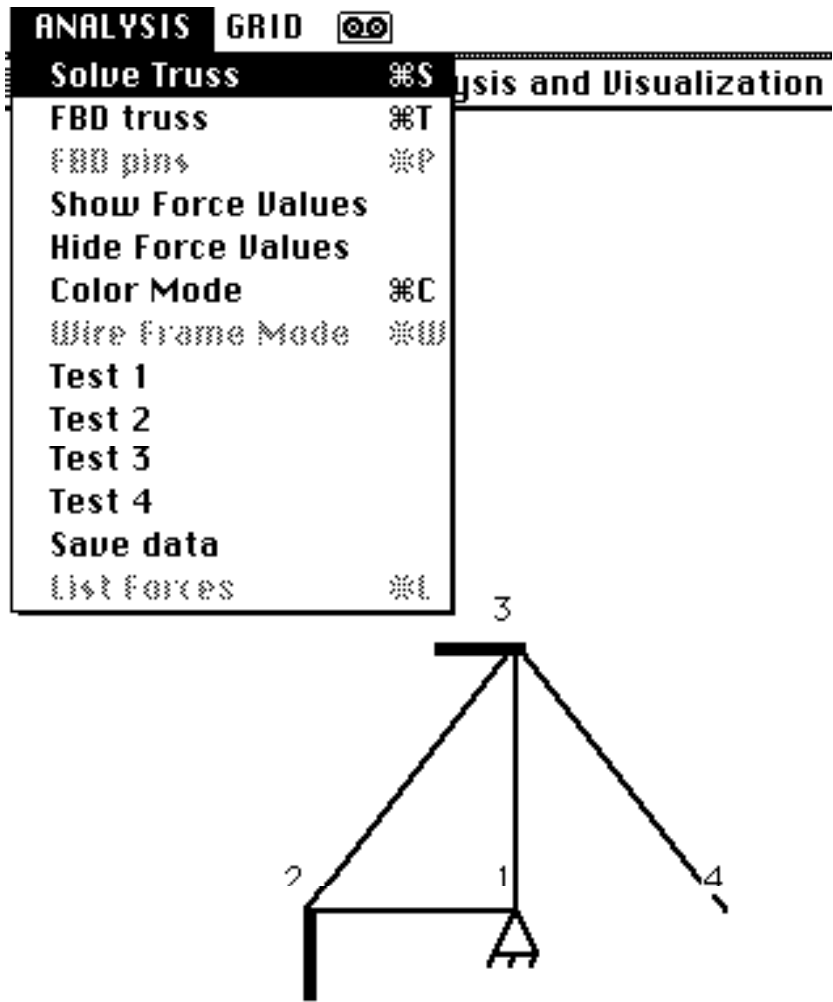 ANALYSIS GRID
Solve Truss ⌘S
ysis and Visualization
FBD truss ⌘T
FBD pins ⌘P
Show Force Values
Hide Force Values
Color Mode ⌘C
Wire Frame Mode ⌘W
Test 1
Test 2
Test 3
Test 4
Save data
List Forces ⌘L
3
2 1 4